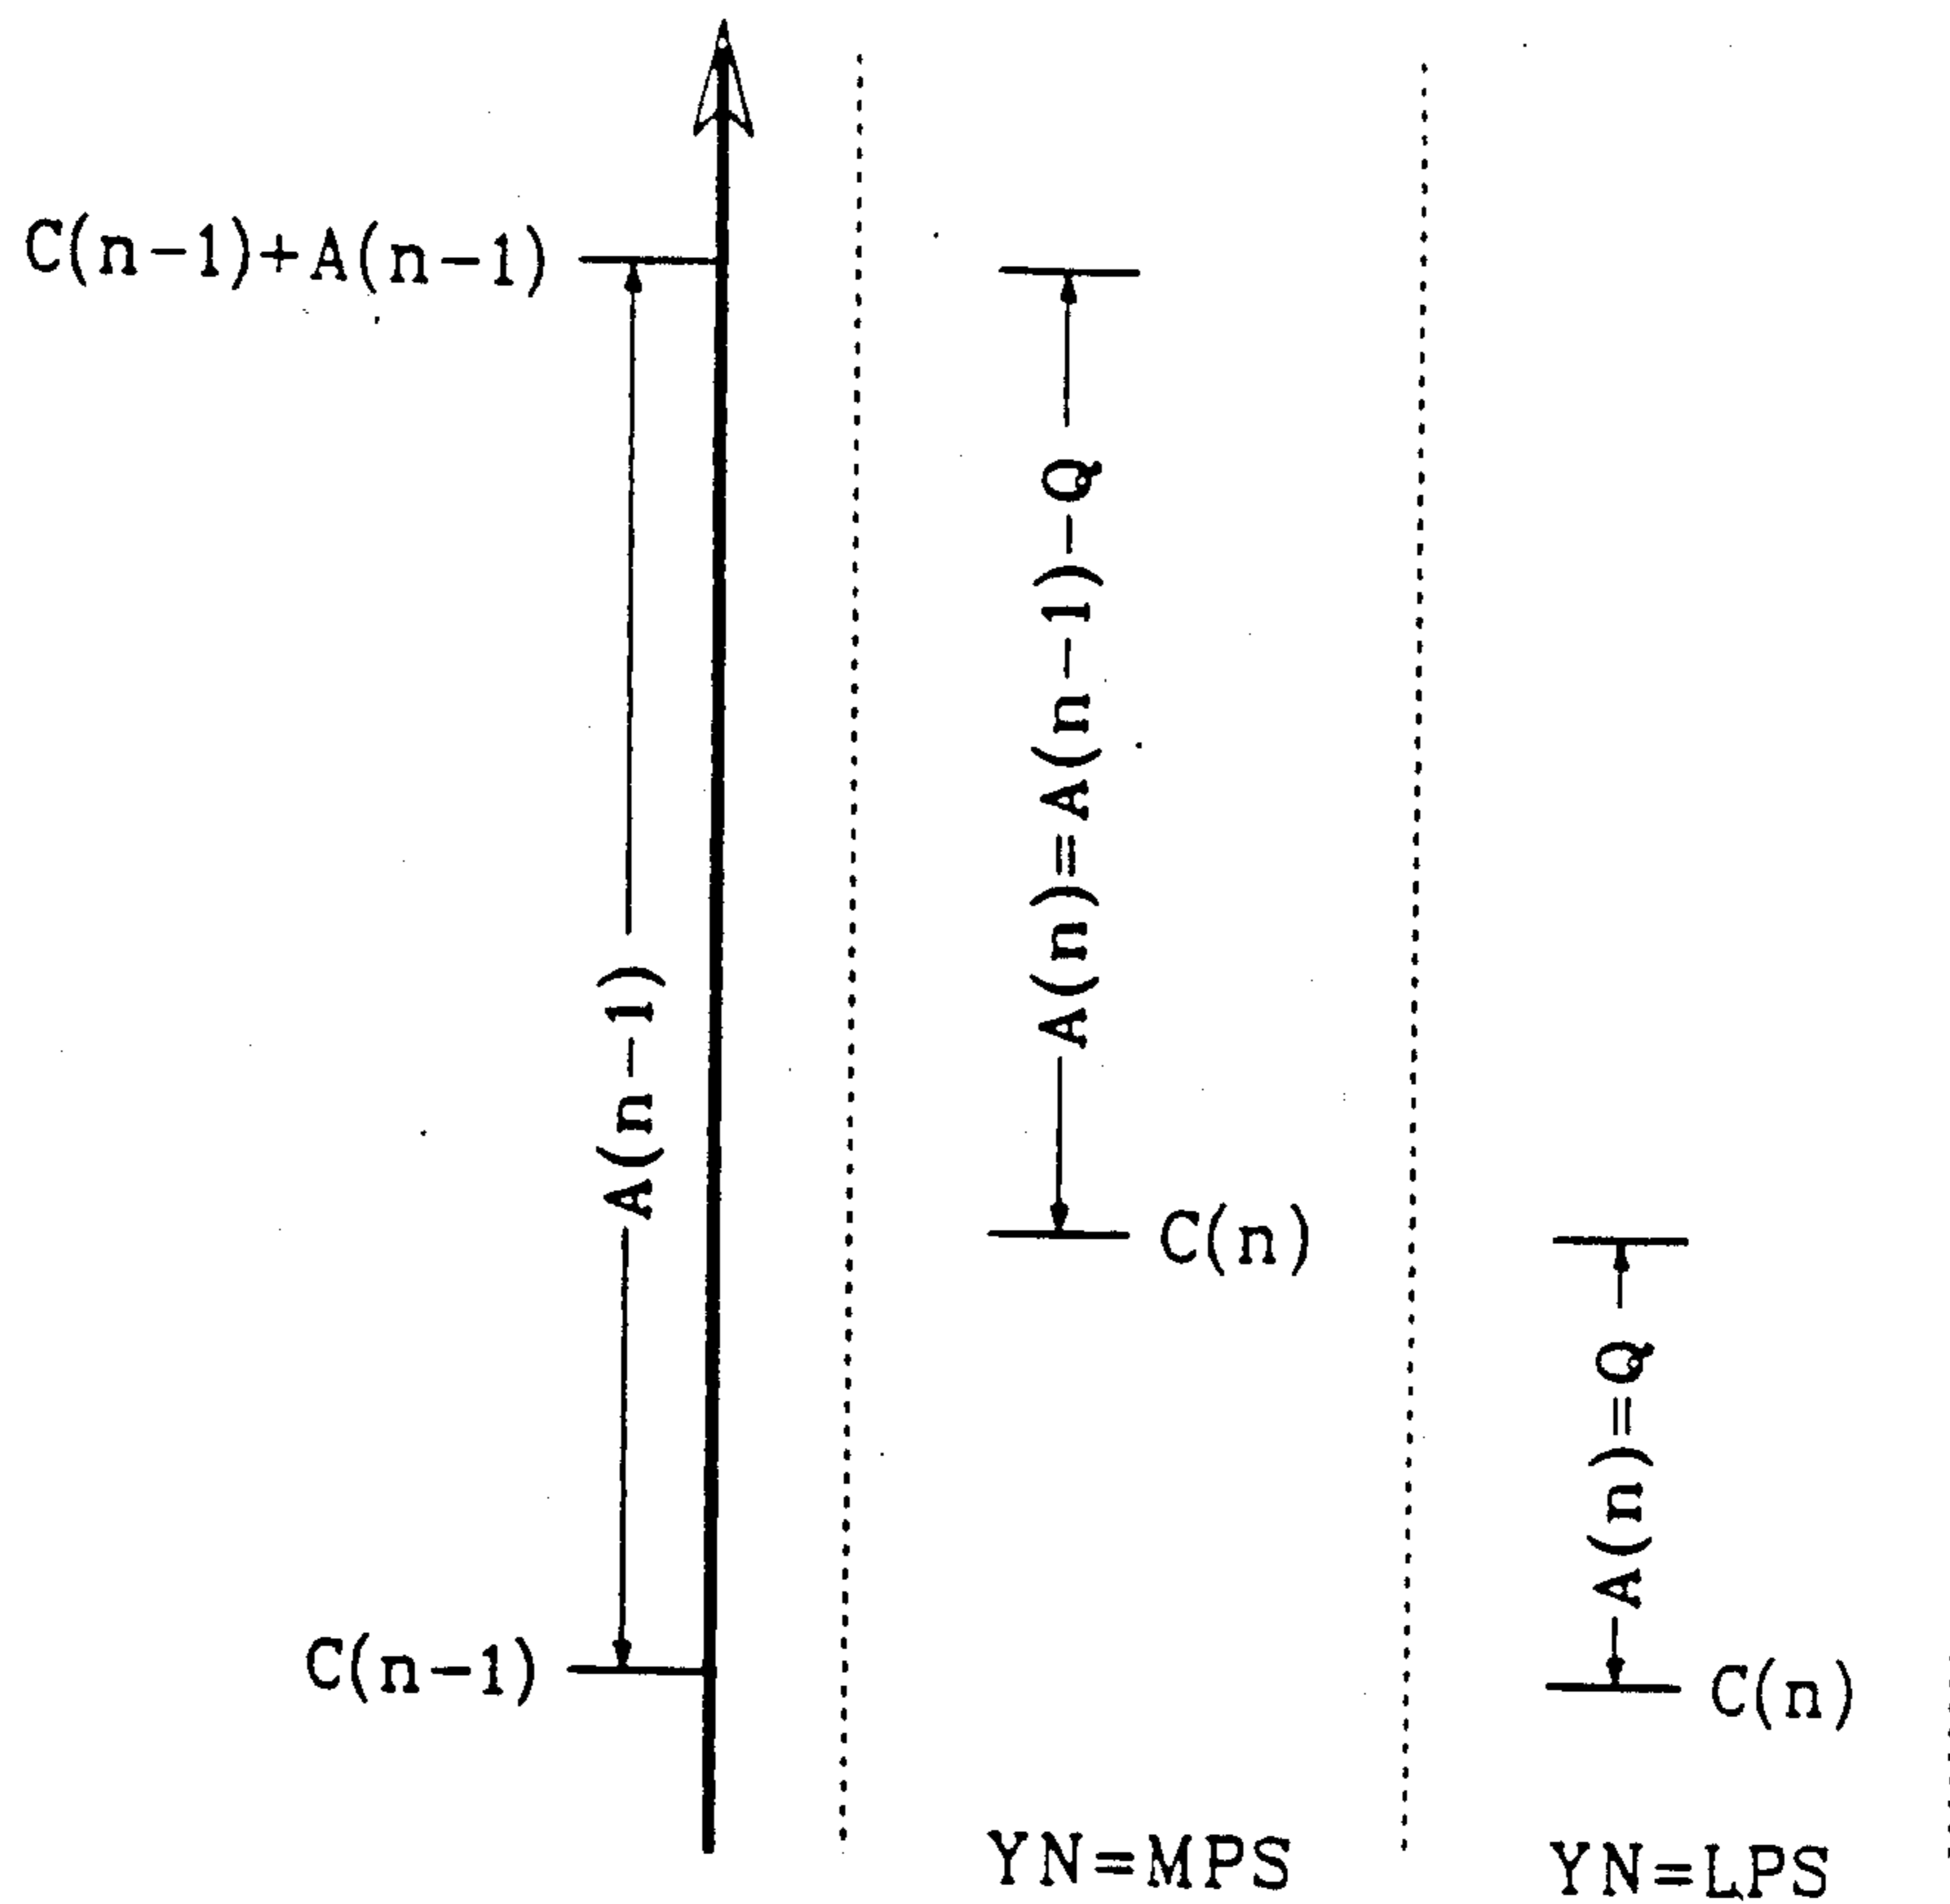 C(n-1)+A(n-1)
A(n-1)
C(n-1)
A(n)=A(n-1)-Q
C(n)
YN=MPS
A(n)=Q
C(n)
YN=LPS